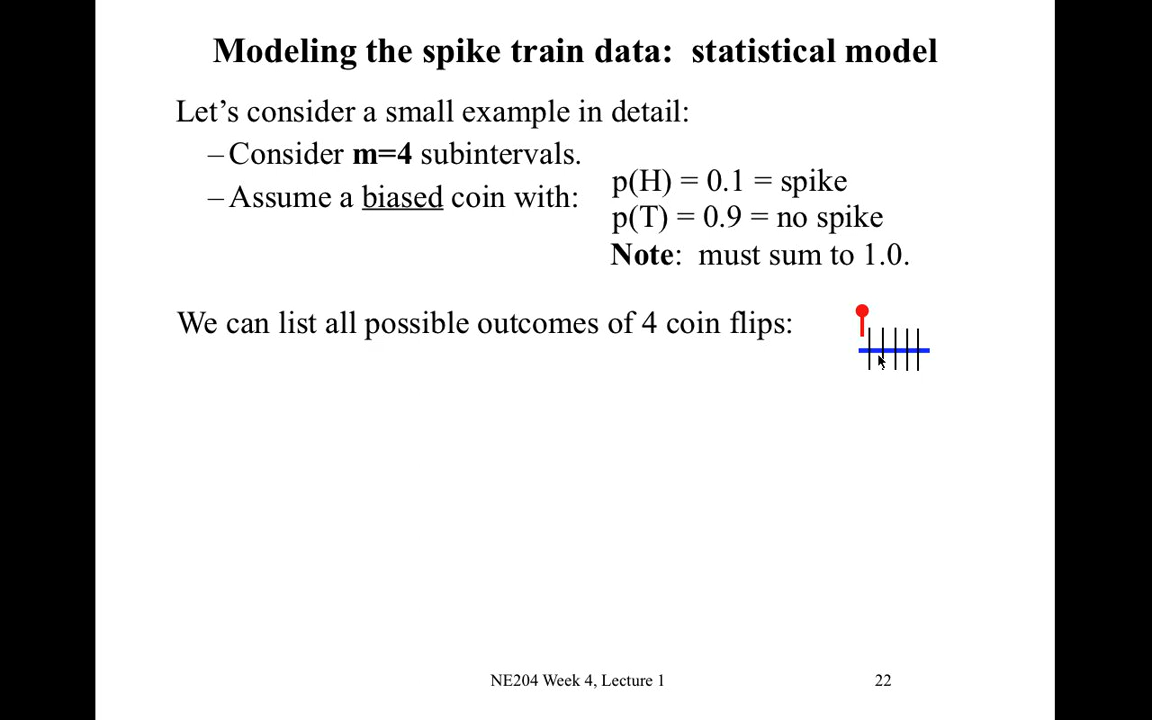 Modeling the spike train data: statistical model
Let’s consider a small example in detail:
– Consider m=4 subintervals.
– Assume a biased coin with:
p(H) = 0.1 = spike
p(T) = 0.9 = no spike
Note: must sum to 1.0.
We can list all possible outcomes of 4 coin flips:
NE204 Week 4, Lecture 1
22